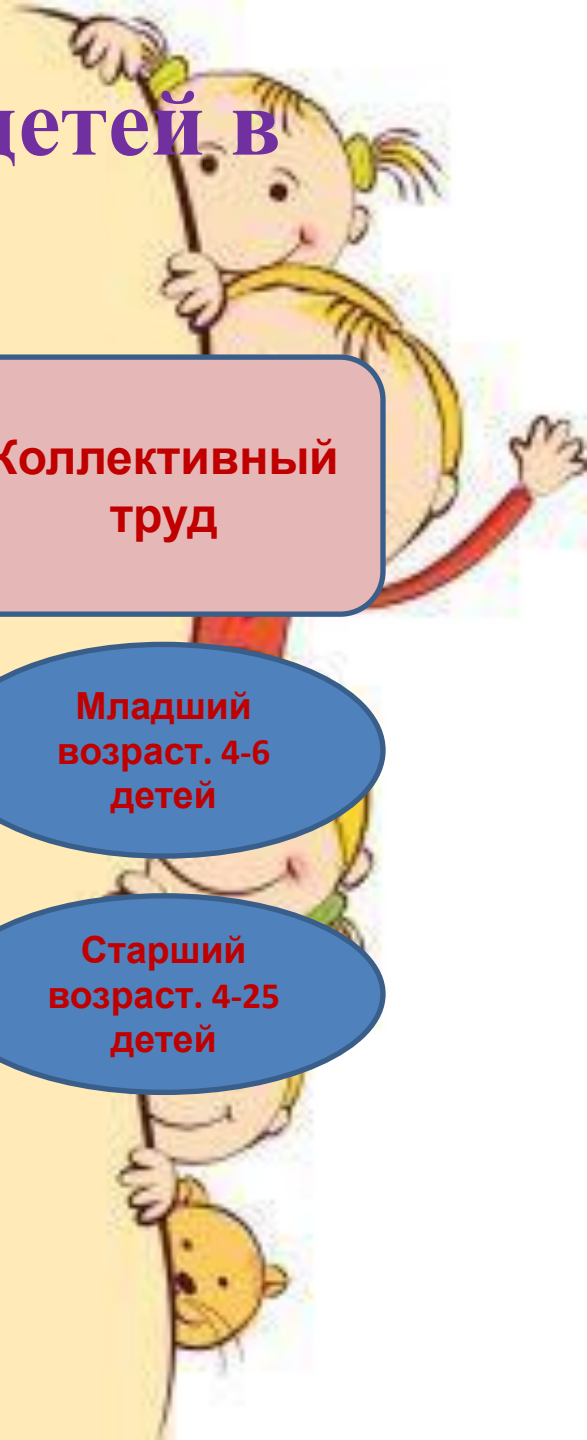 детей в
Коллективный
труд
Младший
возраст. 4-6
детей
Старший
возраст. 4-25
детей